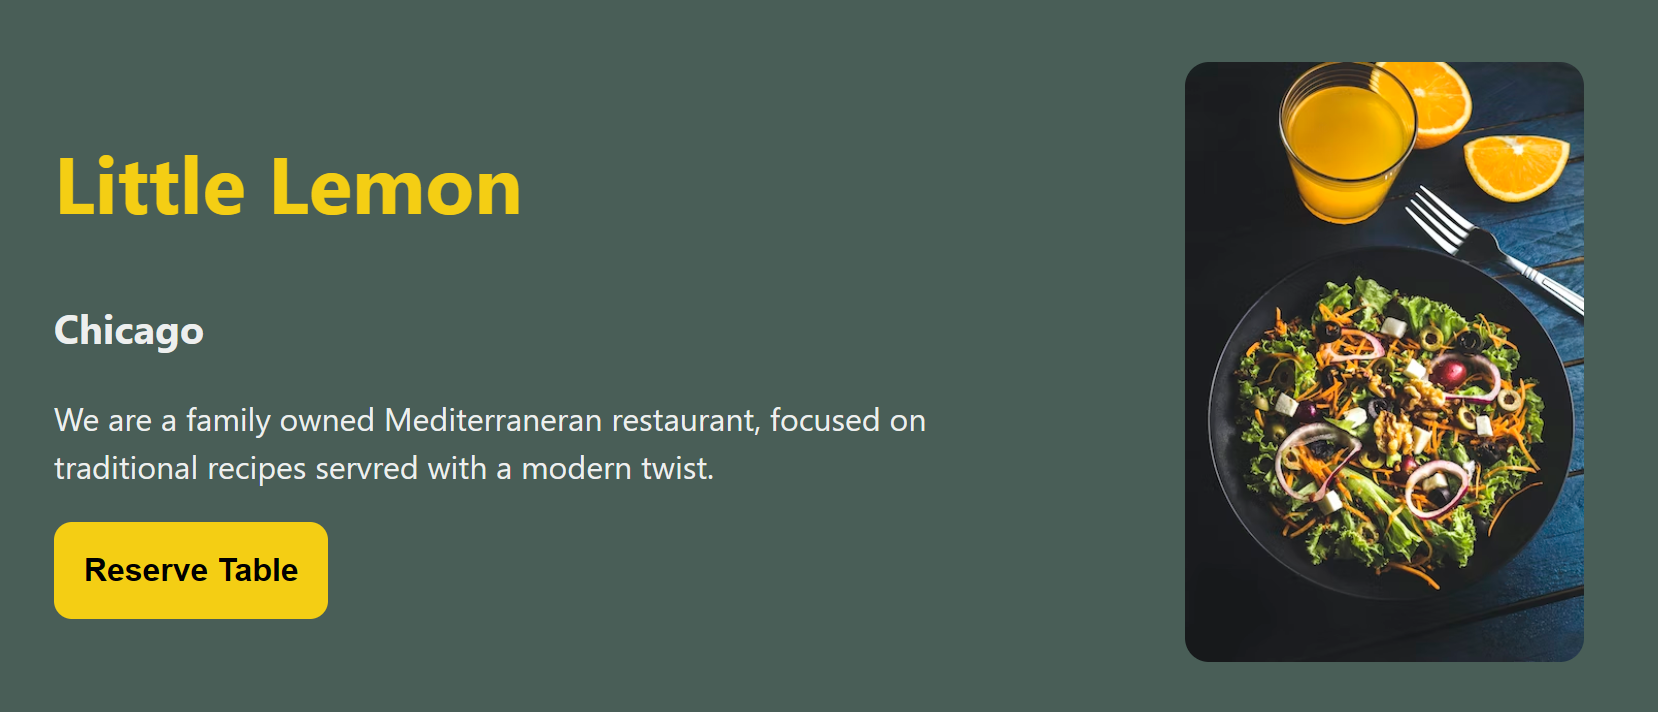 Little Lemon
Chicago
We are a family owned Mediterraneran restaurant, focused on
traditional recipes servred with a modern twist.
Reserve Table